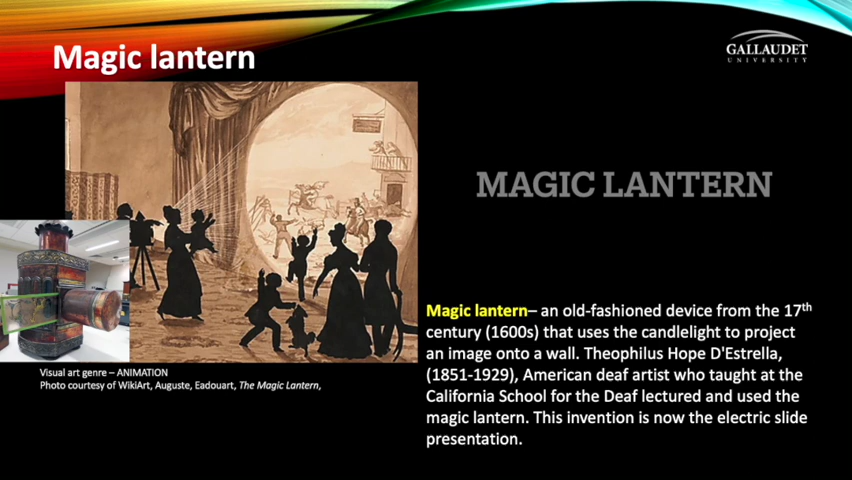 Magic lantern
GALLAUDET
UNIVERSITY
MAGIC LANTERN
Magic lantern– an old-fashioned device from the 17th
century (1600s) that uses the candlelight to project
an image onto a wall. Theophilus Hope D'Estrella,
(1851-1929), American deaf artist who taught at the
California School for the Deaf lectured and used the
magic lantern. This invention is now the electric slide
presentation.
Visual art genre – ANIMATION
Photo courtesy of WikiArt, Auguste, Eadouart, The Magic Lantern,